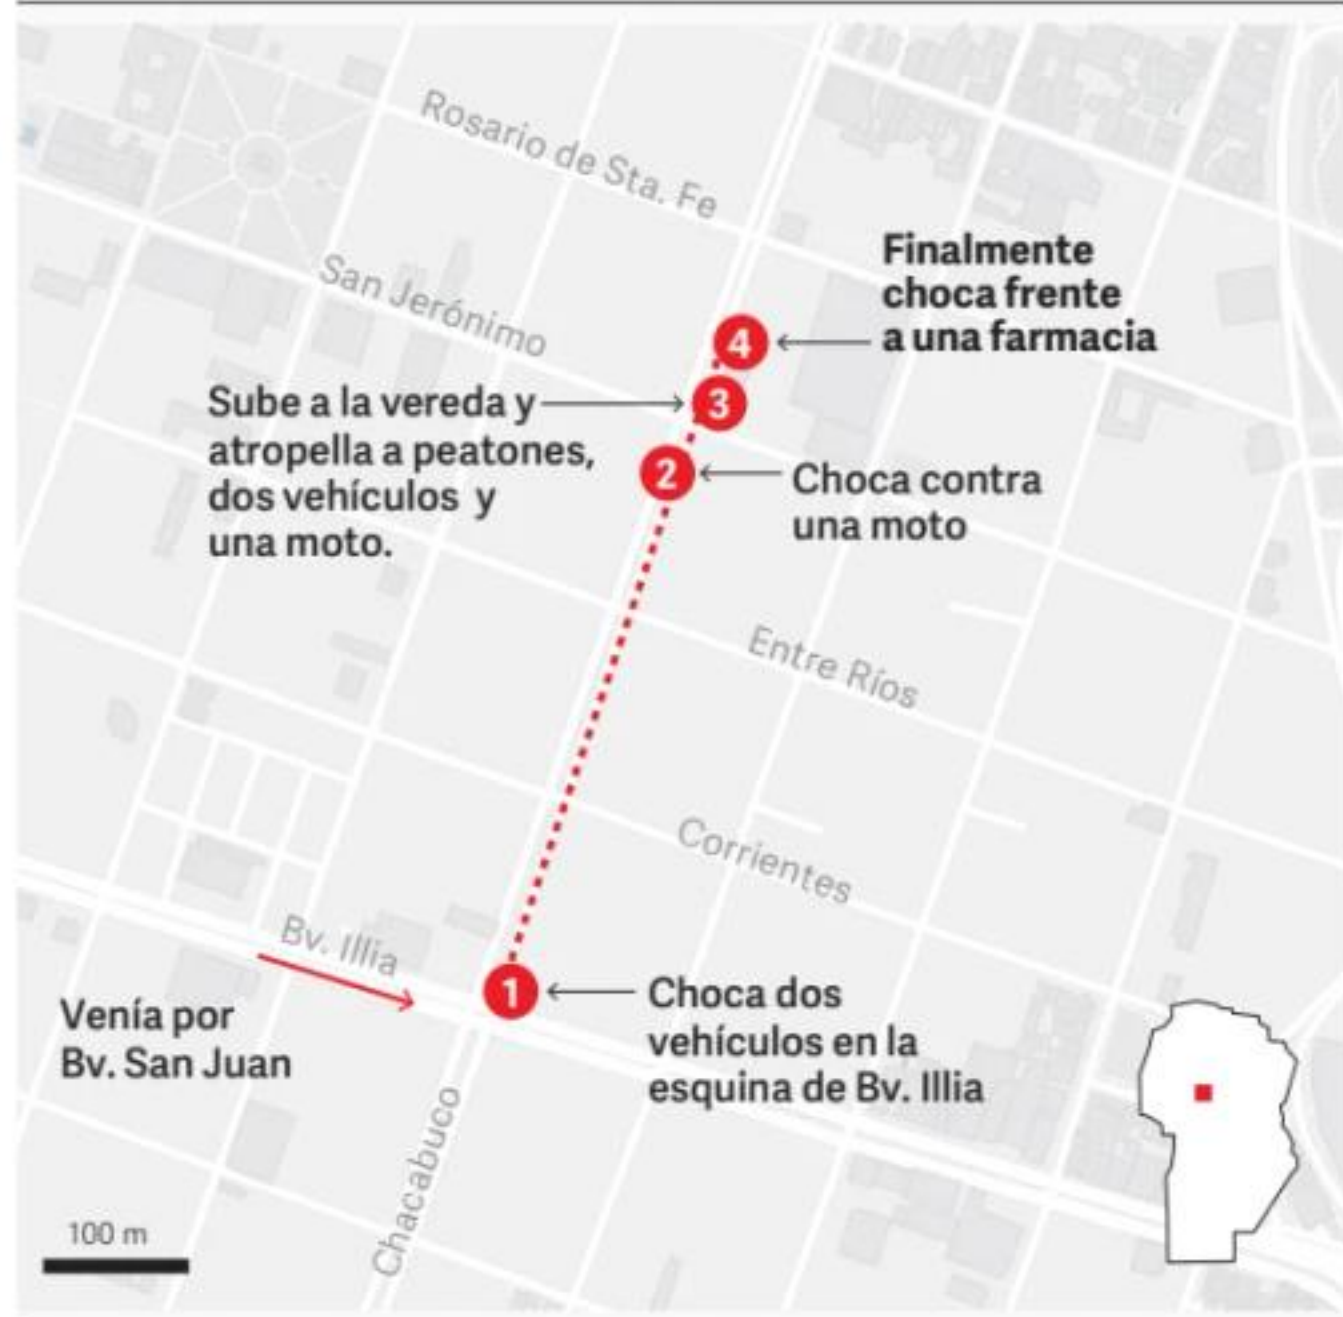 Rosario de Sta. Fe
San Jerónimo
Finalmente
choca frente
a una farmacia
4
3
Sube a la vereda y
atropella a peatones,
dos vehículos y
una moto.
2
Choca contra
una moto
Entre Ríos
Corrientes
Bv. Illia
Venía por
Bv. San Juan
1
Choca dos
vehículos en la
esquina de Bv. Illia
Chacabuco
100 m